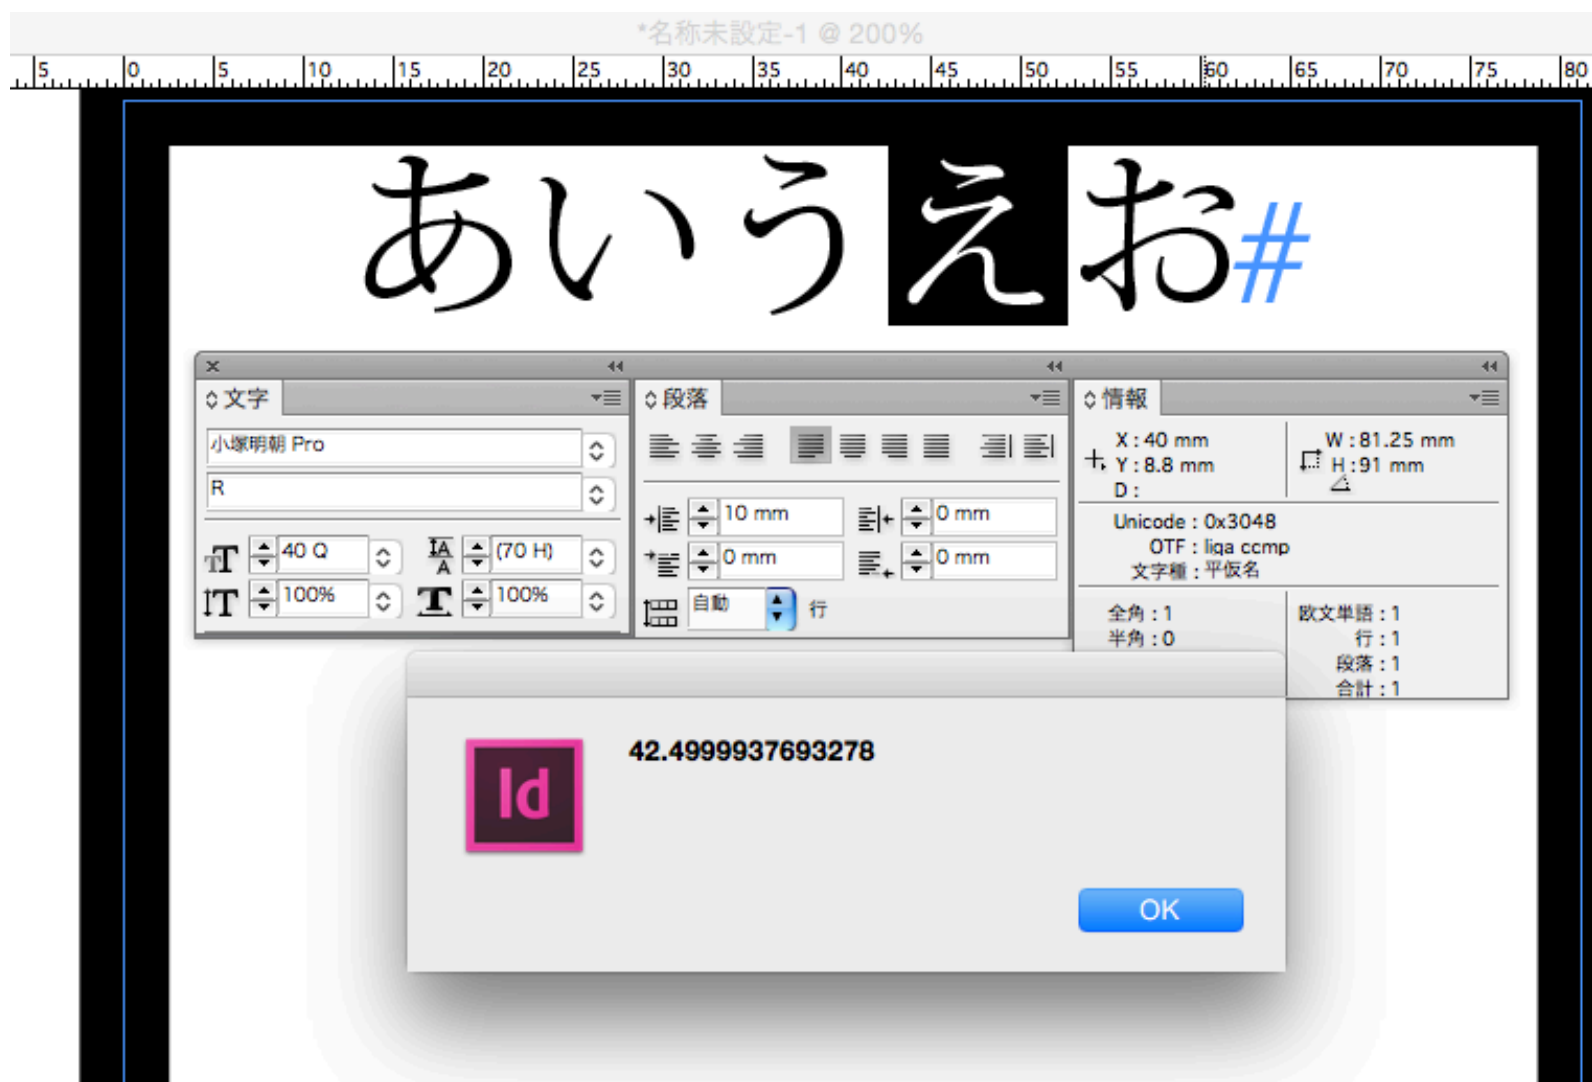 *名称未設定-1 @ 200%
5 0 5 10 15 20 25 30 35 40 45 50 55 60 65 70 75 80
あいうえお#
文字
小塚明朝 Pro
R
40 Q
(70 H)
100%
100%
段落
10 mm
0 mm
0 mm
0 mm
自動
行
情報
X : 40 mm
Y : 8.8 mm
D :
W : 81.25 mm
H : 91 mm
Unicode : 0x3048
OTF : liga ccmp
文字種 : 平仮名
全角 : 1
半角 : 0
欧文単語 : 1
行 : 1
段落 : 1
合計 : 1
Id
42.4999937693278
OK